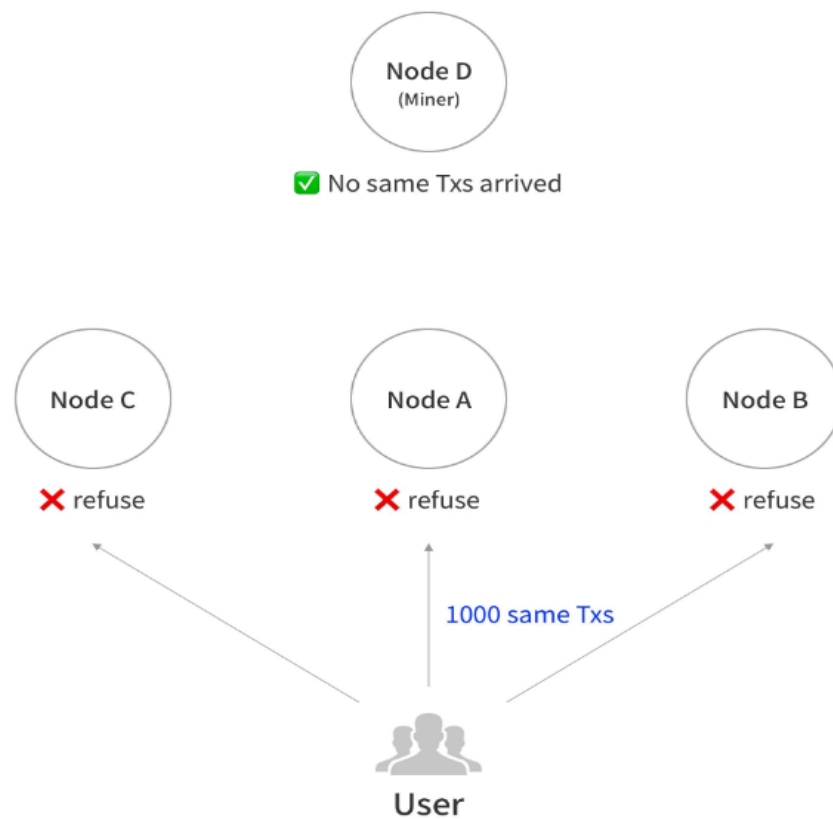 Node D
(Miner)
✅ No same Txs arrived
Node C
Node A
Node B
❌ refuse
❌ refuse
❌ refuse
1000 same Txs
User